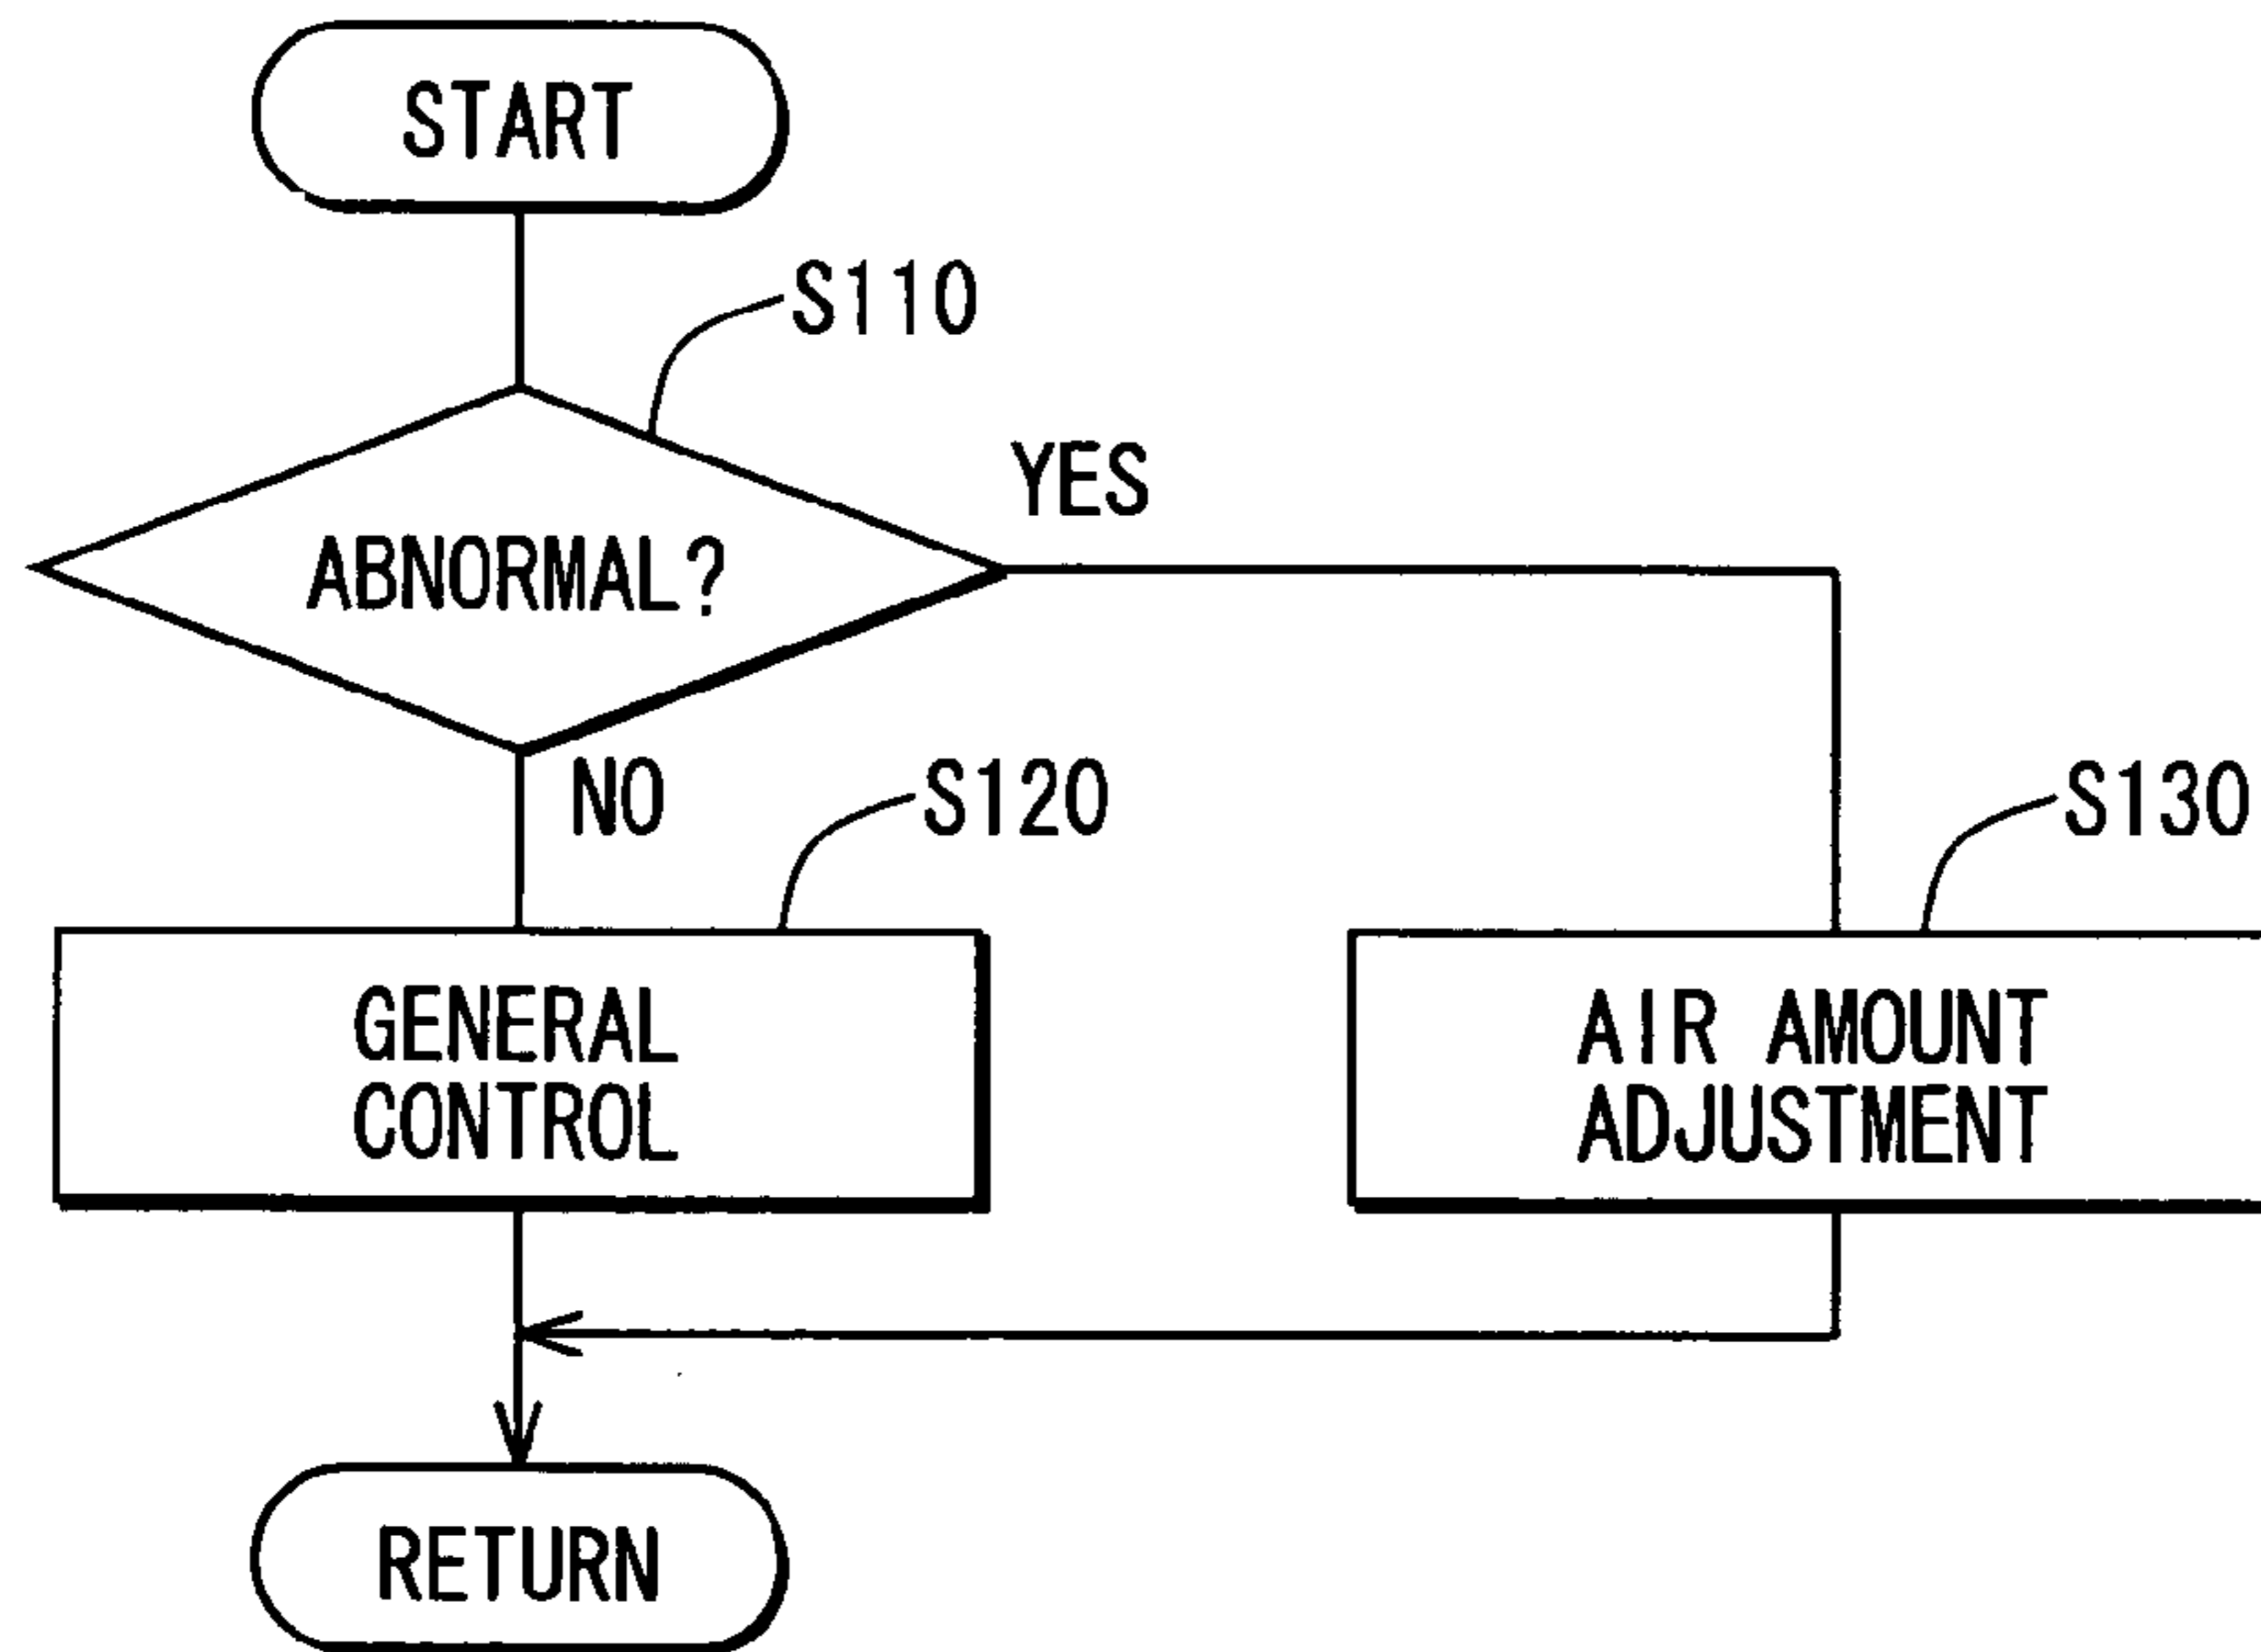 START
S110
YES
ABNORMAL?
NO
S120
S130
GENERAL
CONTROL
AIR AMOUNT
ADJUSTMENT
RETURN